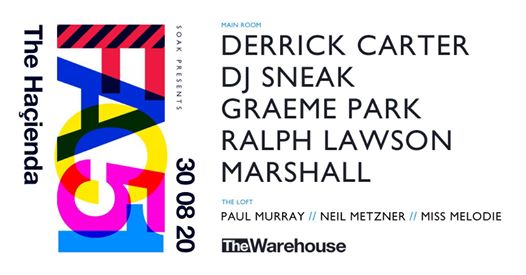 The Haçienda
FAC51
SOAK PRESENTS
30 08 20
MAIN ROOM
DERRICK CARTER
DJ SNEAK
GRAEME PARK
RALPH LAWSON
MARSHALL
THE LOFT
PAUL MURRAY // NEIL METZNER // MISS MELODIE
TheWarehouse